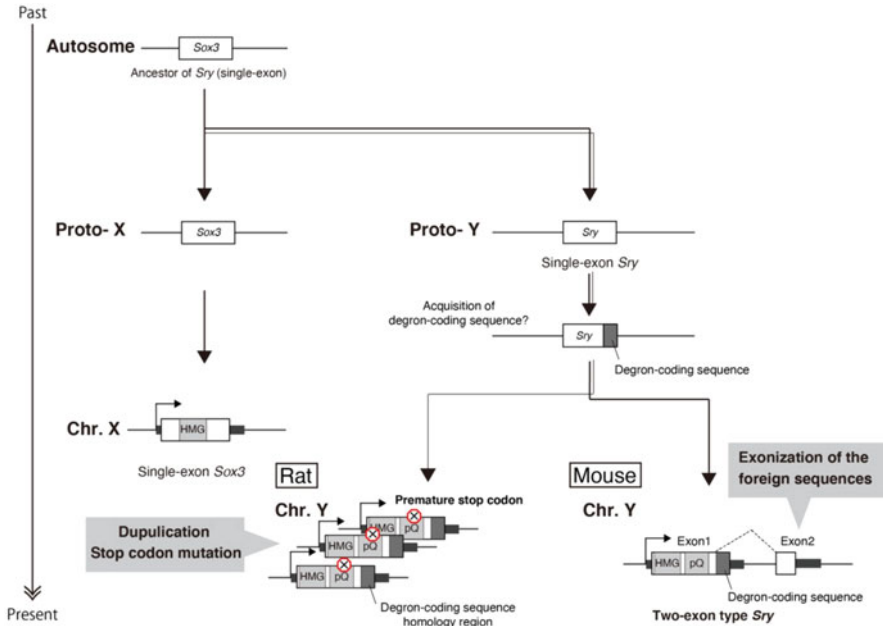 Past
Autosome
Sox3
Ancestor of Sry (single-exon)
Proto- X
Sox3
Proto- Y
Sry
Single-exon Sry
Acquisition of
degron-coding sequence?
Sry
Degron-coding sequence
Chr. X
HMG
Single-exon Sox3
Rat
Chr. Y
Premature stop codon
Dupulication
Stop codon mutation
HMG pQ
HMG pQ
HMG pQ
Degron-coding sequence
homology region
Mouse
Chr. Y
Exonization of the
foreign sequences
Exon1
Exon2
HMG pQ
Degron-coding sequence
Two-exon type Sry
Present